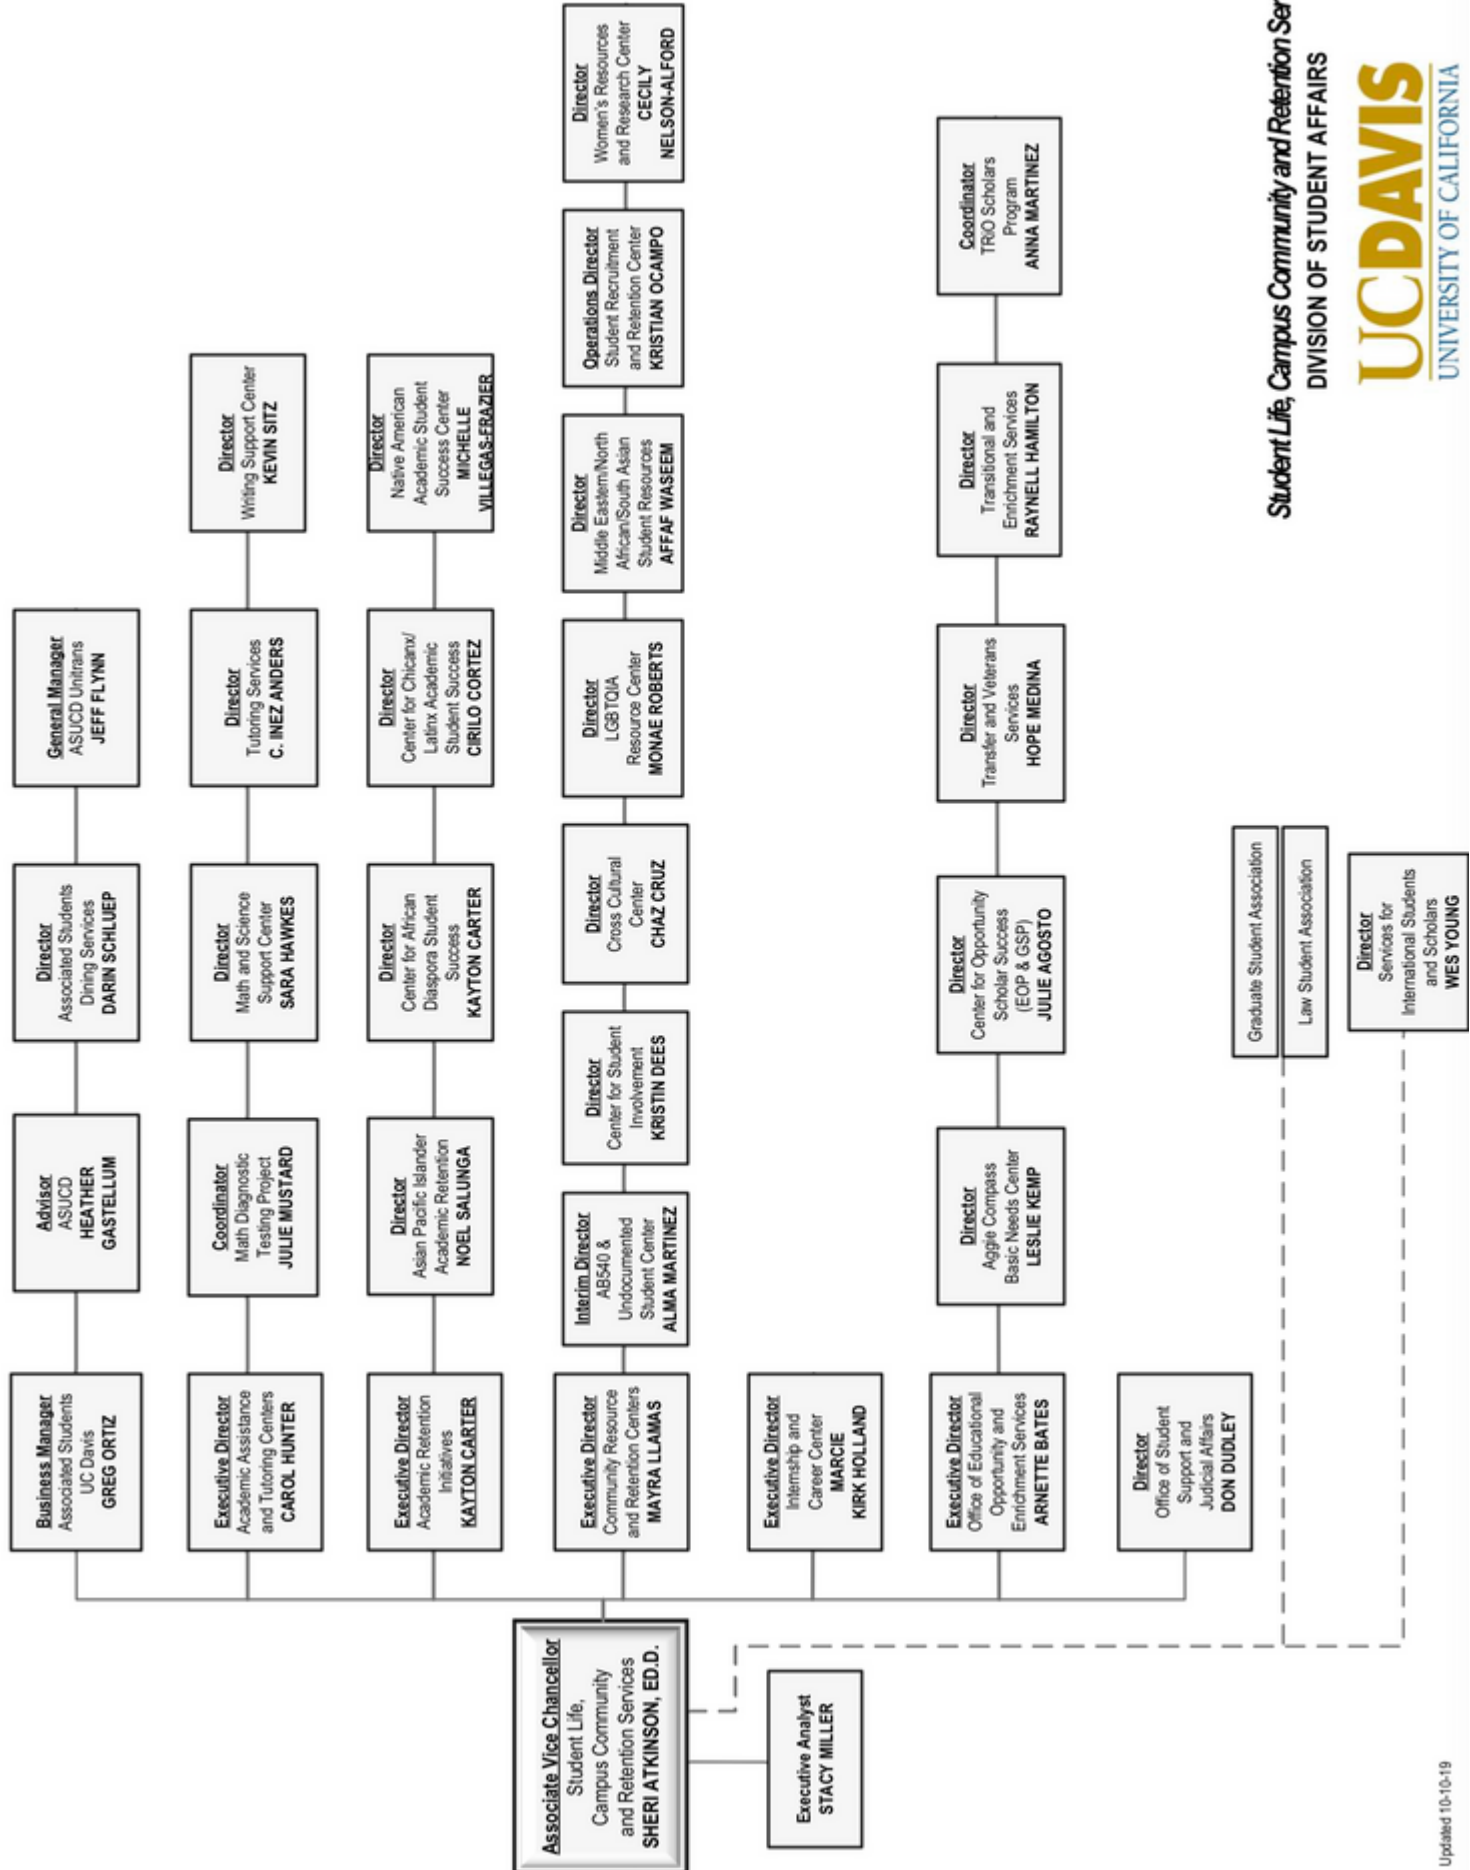 Student Life, Campus Community and Retention Ser
DIVISION OF STUDENT AFFAIRS
UCDAVIS
UNIVERSITY OF CALIFORNIA
Associate Vice Chancellor
Student Life,
Campus Community
and Retention Services
SHERI ATKINSON, ED.D.
Executive Analyst
STACY MILLER
Business Manager
Associated Students
UC Davis
GREG ORTIZ
Advisor
ASUCD
HEATHER
GASTELLUM
Director
Associated Students
Dining Services
DARIN SCHLUEP
General Manager
ASUCD Unitrans
JEFF FLYNN
Executive Director
Academic Assistance
and Tutoring Centers
CAROL HUNTER
Coordinator
Math Diagnostic
Testing Project
JULIE MUSTARD
Director
Math and Science
Support Center
SARA HAWKES
Director
Tutoring Services
C. INEZ ANDERS
Director
Writing Support Center
KEVIN SITZ
Executive Director
Academic Retention
Initiatives
KAYTON CARTER
Director
Asian Pacific Islander
Academic Retention
NOEL SALUNGA
Director
Center for African
Diaspora Student
Success
KAYTON CARTER
Director
Center for Chicanx/
Latinx Academic
Student Success
CIRILO CORTEZ
Director
Native American
Academic Student
Success Center
MICHELLE
VILLEGAS-FRAZIER
Executive Director
Community Resource
and Retention Centers
MAYRA LLAMAS
Interim Director
AB540 &
Undocumented
Student Center
ALMA MARTINEZ
Director
Center for Student
Involvement
KRISTIN DEES
Director
Cross Cultural
Center
CHAZ CRUZ
Director
LGBTQIA
Resource Center
MONAE ROBERTS
Director
Middle Eastern/North
African/South Asian
Student Resources
AFFAF WASEEM
Operations Director
Student Recruitment
and Retention Center
KRISTIAN OCAMPO
Director
Women's Resources
and Research Center
CECILY
NELSON-ALFORD
Executive Director
Internship and
Career Center
MARCIE
KIRK HOLLAND
Executive Director
Office of Educational
Opportunity and
Enrichment Services
ARNETTE BATES
Director
Aggie Compass
Basic Needs Center
LESLIE KEMP
Director
Center for Opportunity
Scholar Success
(EOP & GSP)
JULIE AGOSTO
Director
Transfer and Veterans
Services
HOPE MEDINA
Director
Transitional and
Enrichment Services
RAYNELL HAMILTON
Coordinator
TRiO Scholars
Program
ANNA MARTINEZ
Director
Office of Student
Support and
Judicial Affairs
DON DUDLEY
Graduate Student Association
Law Student Association
Director
Services for
International Students
and Scholars
WES YOUNG
Updated 10-10-19